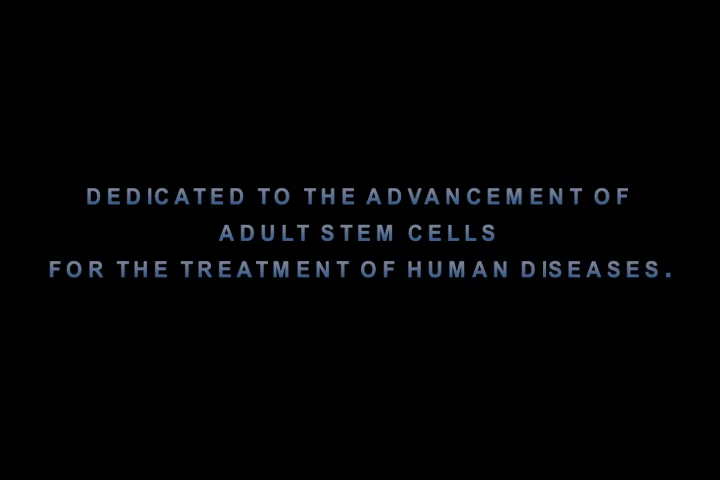 DEDICATED TO THE ADVANCEMENT OF
ADULT STEM CELLS
FOR THE TREATMENT OF HUMAN DISEASES.